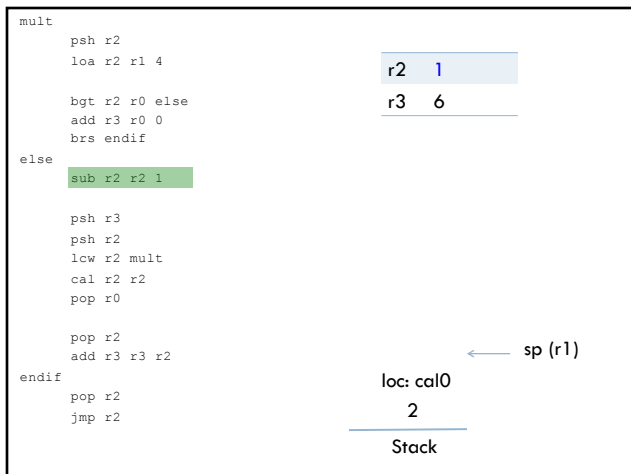 mult
psh r2
loa r2 r1 4
bgt r2 r0 else
add r3 r0 0
brs endif
else
sub r2 r2 1
psh r3
psh r2
lcw r2 mult
cal r2 r2
pop r0
pop r2
add r3 r3 r2
endif
pop r2
jmp r2
r2 1
r3 6
sp (r1)
loc: cal0
2
Stack